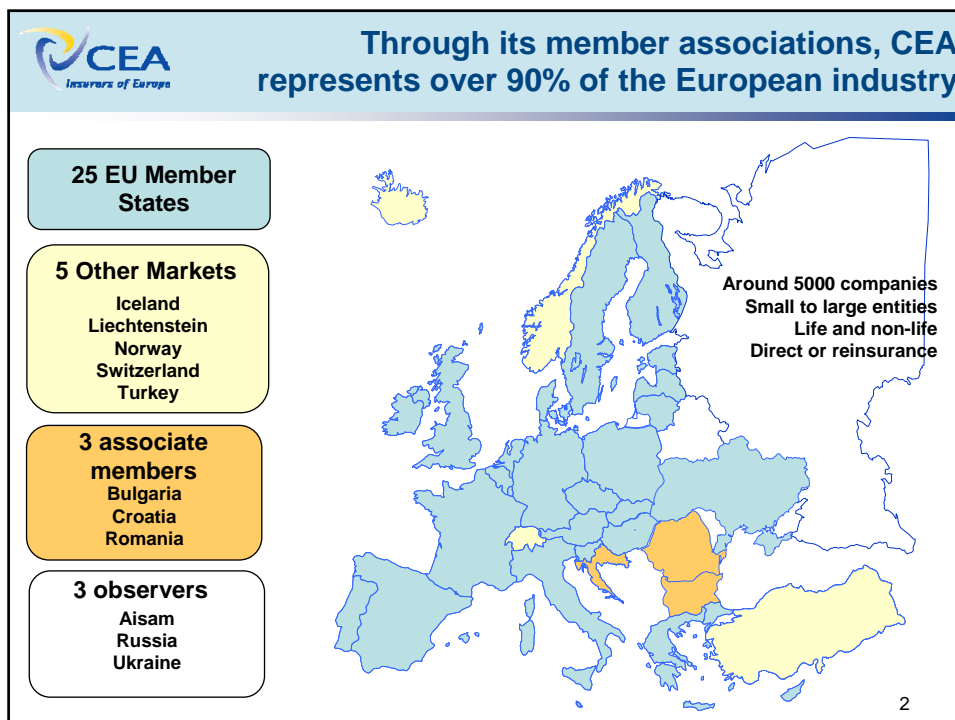 CEA
Insurers of Europe
Through its member associations, CEA
represents over 90% of the European industry
25 EU Member
States
5 Other Markets
Iceland
Liechtenstein
Norway
Switzerland
Turkey
3 associate
members
Bulgaria
Croatia
Romania
3 observers
Aisam
Russia
Ukraine
Around 5000 companies
Small to large entities
Life and non-life
Direct or reinsurance
2